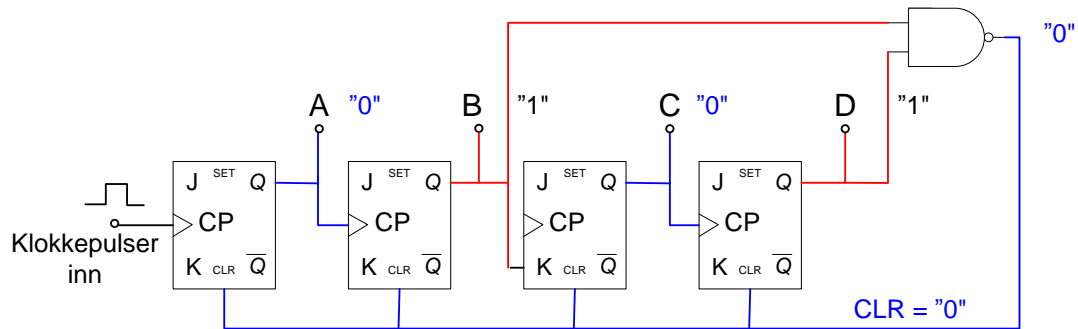 "0"
A "0" B "1" C "0" D "1"
J SET Q J SET Q J SET Q J SET Q
CP CP CP CP
Klokkepulser
inn
K CLR Q K CLR Q K CLR Q K CLR Q
CLR = "0"